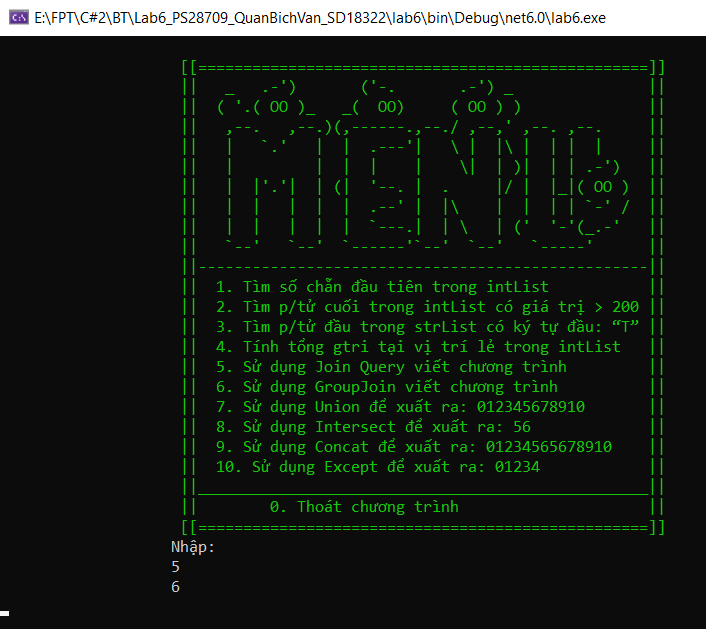 E:\FPT\C#2\BT\Lab6_PS28709_QuanBichVan_SD18322\lab6\bin\Debug\net6.0\lab6.exe
MENU
1. Tìm số chẵn đầu tiên trong intList
2. Tìm p/tử cuối trong intList có giá trị > 200
3. Tìm p/tử đầu trong strList có ký tự đầu: “T”
4. Tính tổng gtri tại vị trí lẻ trong intList
5. Sử dụng Join Query viết chương trình
6. Sử dụng GroupJoin viết chương trình
7. Sử dụng Union để xuất ra: 012345678910
8. Sử dụng Intersect để xuất ra: 56
9. Sử dụng Concat để xuất ra: 01234565678910
10. Sử dụng Except để xuất ra: 01234
0. Thoát chương trình
Nhập:
5
6